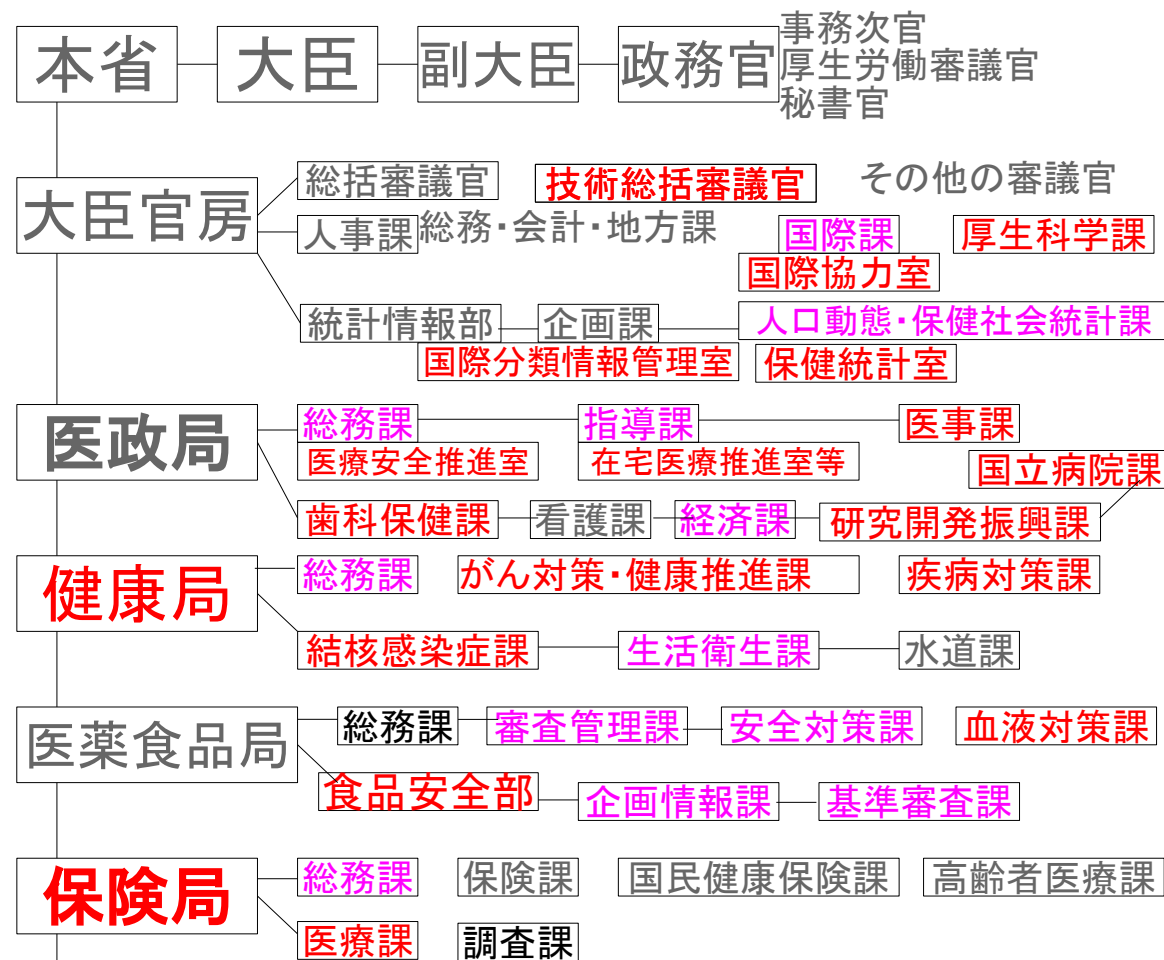 本省 大臣 副大臣 政務官
事務次官
厚生労働審議官
秘書官
大臣官房
総括審議官 技術総括審議官 その他の審議官
人事課 総務・会計・地方課 国際課 厚生科学課
国際協力室
統計情報部 企画課 人口動態・保健社会統計課
国際分類情報管理室 保健統計室
医政局
総務課 指導課 医事課
医療安全推進室 在宅医療推進室等 国立病院課
歯科保健課 看護課 経済課 研究開発振興課
健康局
総務課 がん対策・健康推進課 疾病対策課
結核感染症課 生活衛生課 水道課
医薬食品局
総務課 審査管理課 安全対策課 血液対策課
食品安全部 企画情報課 基準審査課
保険局
総務課 保険課 国民健康保険課 高齢者医療課
医療課 調査課